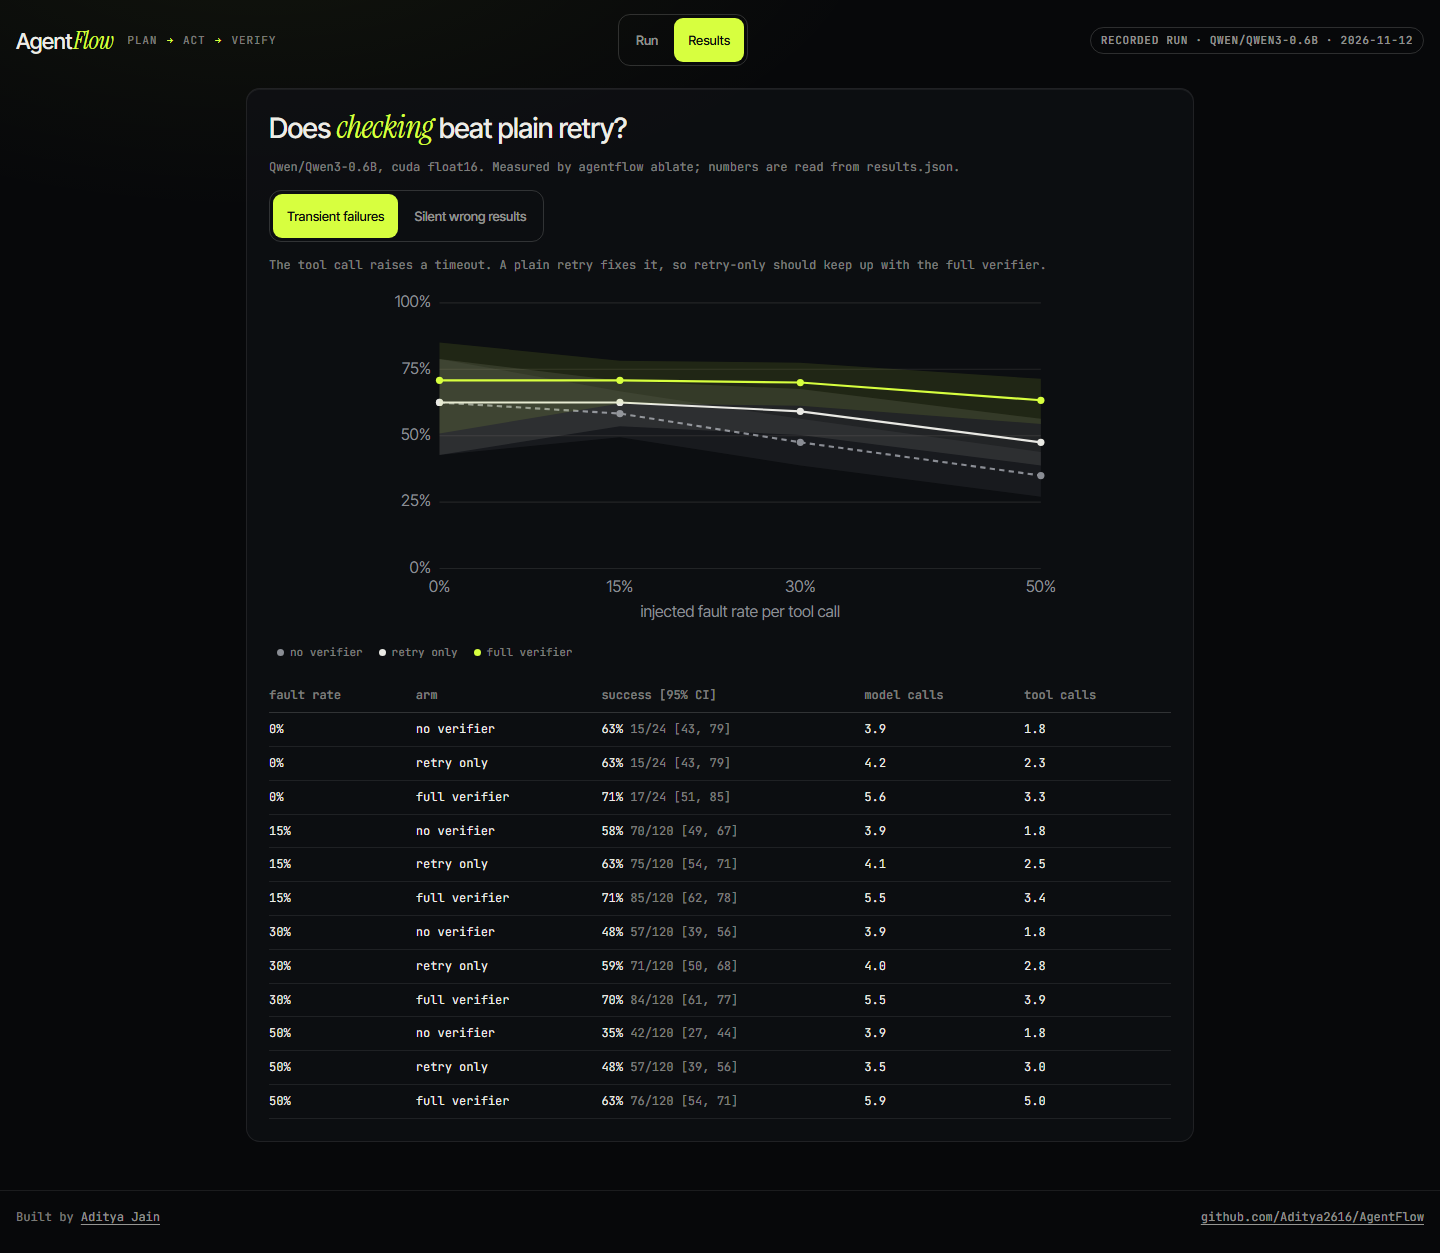 AgentFlow PLAN → ACT → VERIFY
Run Results
RECORDED RUN · QWEN/QWEN3-0.6B · 2026-11-12
Does checking beat plain retry?
Qwen/Qwen3-0.6B, cuda float16. Measured by agentflow ablate; numbers are read from results.json.
Transient failures Silent wrong results
The tool call raises a timeout. A plain retry fixes it, so retry-only should keep up with the full verifier.
100%
75%
50%
25%
0%
0% 15% 30% 50%
injected fault rate per tool call
no verifier retry only full verifier
fault rate arm success [95% CI] model calls tool calls
0% no verifier 63% 15/24 [43, 79] 3.9 1.8
0% retry only 63% 15/24 [43, 79] 4.2 2.3
0% full verifier 71% 17/24 [51, 85] 5.6 3.3
15% no verifier 58% 70/120 [49, 67] 3.9 1.8
15% retry only 63% 75/120 [54, 71] 4.1 2.5
15% full verifier 71% 85/120 [62, 78] 5.5 3.4
30% no verifier 48% 57/120 [39, 56] 3.9 1.8
30% retry only 59% 71/120 [50, 68] 4.0 2.8
30% full verifier 70% 84/120 [61, 77] 5.5 3.9
50% no verifier 35% 42/120 [27, 44] 3.9 1.8
50% retry only 48% 57/120 [39, 56] 3.5 3.0
50% full verifier 63% 76/120 [54, 71] 5.9 5.0
Built by Aditya Jain
github.com/Aditya2616/AgentFlow